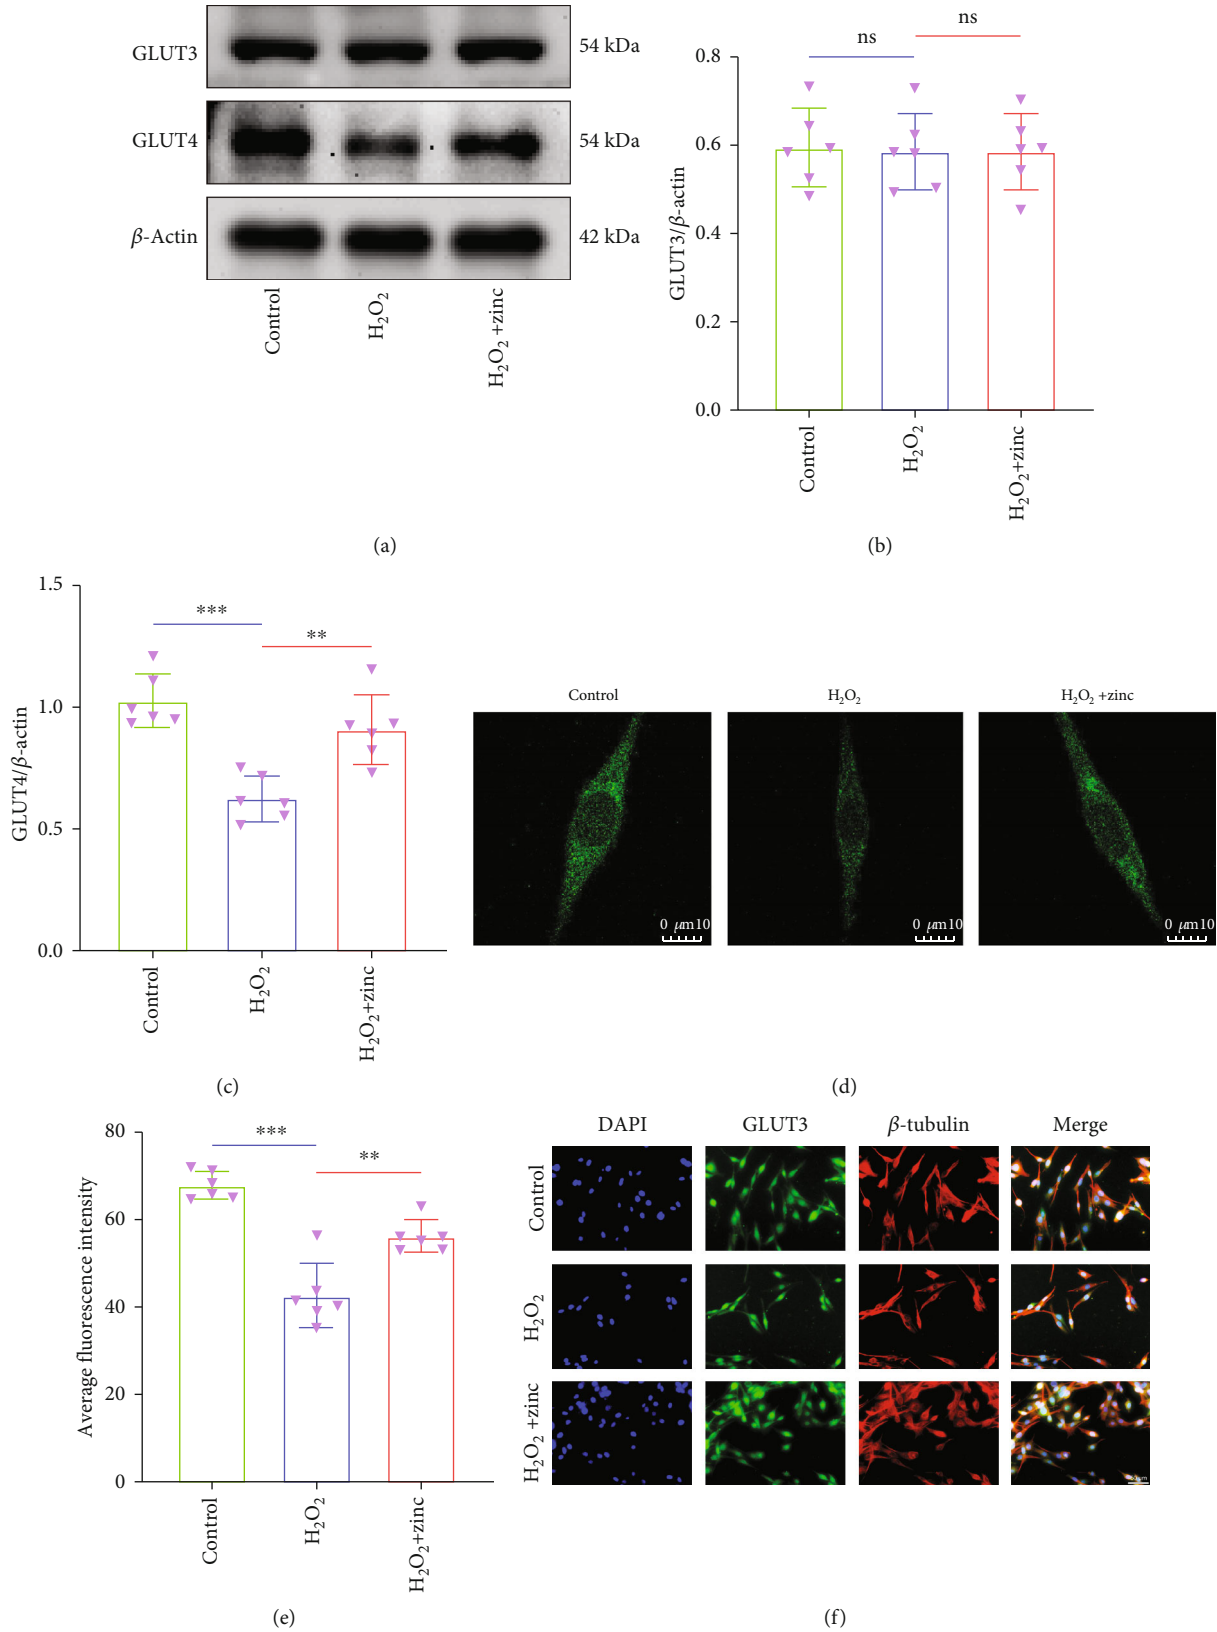 GLUT3
54 kDa
GLUT4
54 kDa
β-Actin
42 kDa
Control
H₂O₂
H₂O₂ +zinc
(a)
ns
ns
0.8
0.6
0.4
0.2
0.0
GLUT3/β-actin
Control
H₂O₂
H₂O₂+zinc
(b)
1.5
1.0
0.5
0.0
GLUT4/β-actin
***
**
Control
H₂O₂
H₂O₂+zinc
(c)
Control
H₂O₂
H₂O₂ +zinc
0 μm10
0 μm10
0 μm10
(d)
80
60
40
20
0
Average fluorescence intensity
***
**
Control
H₂O₂
H₂O₂+zinc
(e)
DAPI
GLUT3
β-tubulin
Merge
Control
H₂O₂
H₂O₂ +zinc
(f)